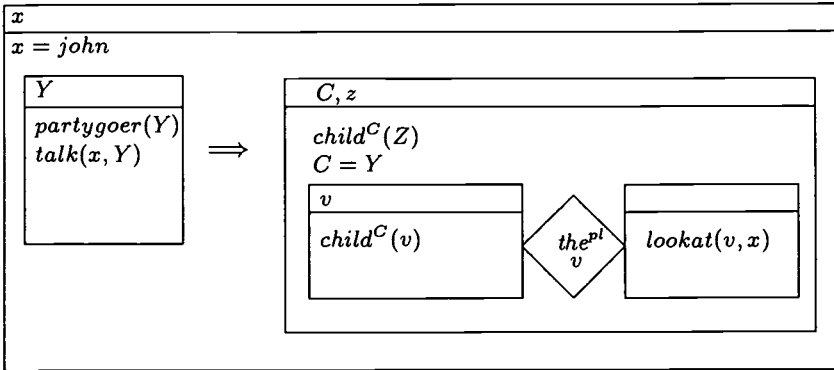 x
x = john
Y
partygoer(Y)
talk(x, Y)
⟹
C, z
child^C(Z)
C = Y
v
child^C(v)
the^pl
v
lookat(v, x)